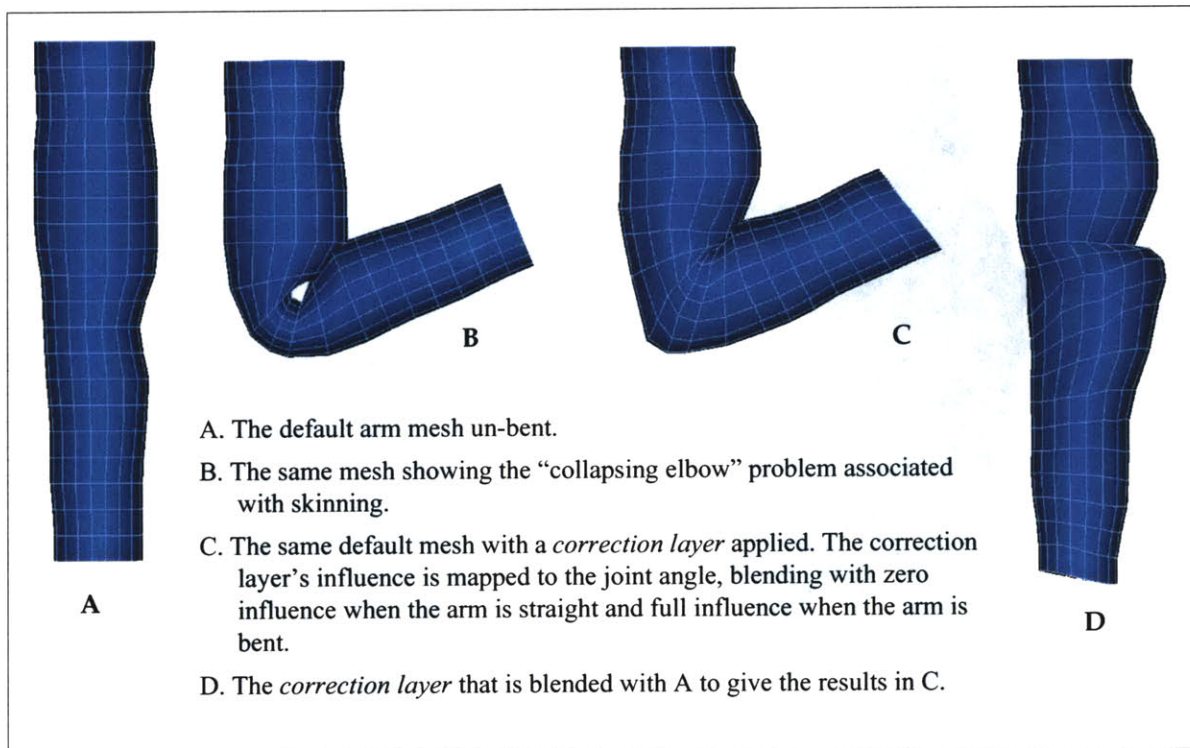 B
C
A. The default arm mesh un-bent.
B. The same mesh showing the “collapsing elbow” problem associated
with skinning.
C. The same default mesh with a correction layer applied. The correction
layer’s influence is mapped to the joint angle, blending with zero
influence when the arm is straight and full influence when the arm is
bent.
D. The correction layer that is blended with A to give the results in C.
A
D